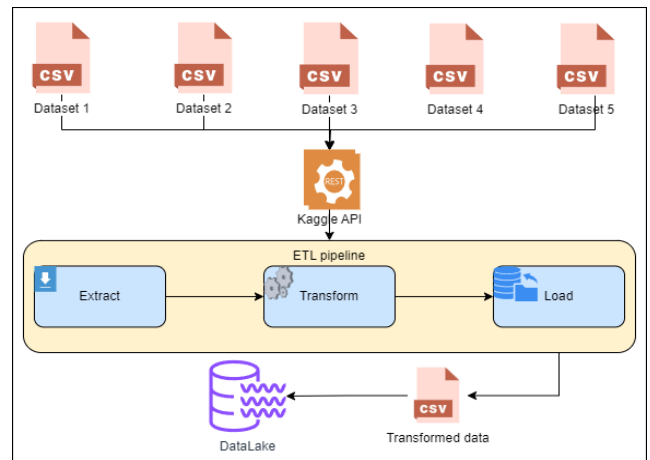 CSV
CSV
CSV
CSV
CSV
Dataset 1
Dataset 2
Dataset 3
Dataset 4
Dataset 5
REST
Kaggle API
ETL pipeline
Extract
Transform
Load
CSV
DataLake
Transformed data